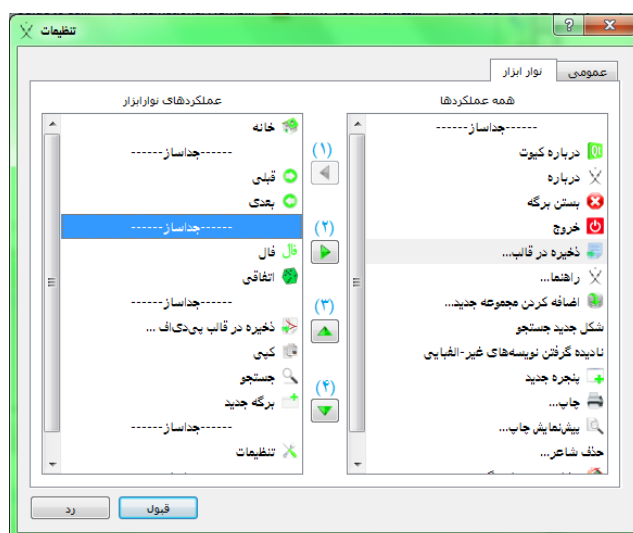 تنظیمات
عمومی
نوار ابزار
همه عملکردها
------جداساز------
درباره کیوت
درباره
بستن برگه
خروج
ذخیره در قالب...
راهنما...
اضافه کردن مجموعه جدید...
شکل جدید جستجو
نادیده گرفتن نویسه‌های غیر-الفبایی
پنجره جدید
چاپ...
پیش‌نمایش چاپ...
حذف شاعر...
(۱)
(۲)
(۳)
(۴)
عملکردهای نوارابزار
خانه
------جداساز------
قبلی
بعدی
------جداساز------
فال
اتفاقی
------جداساز------
ذخیره در قالب پی‌دی‌اف ...
کپی
جستجو
برگه جدید
------جداساز------
تنظیمات
قبول
رد